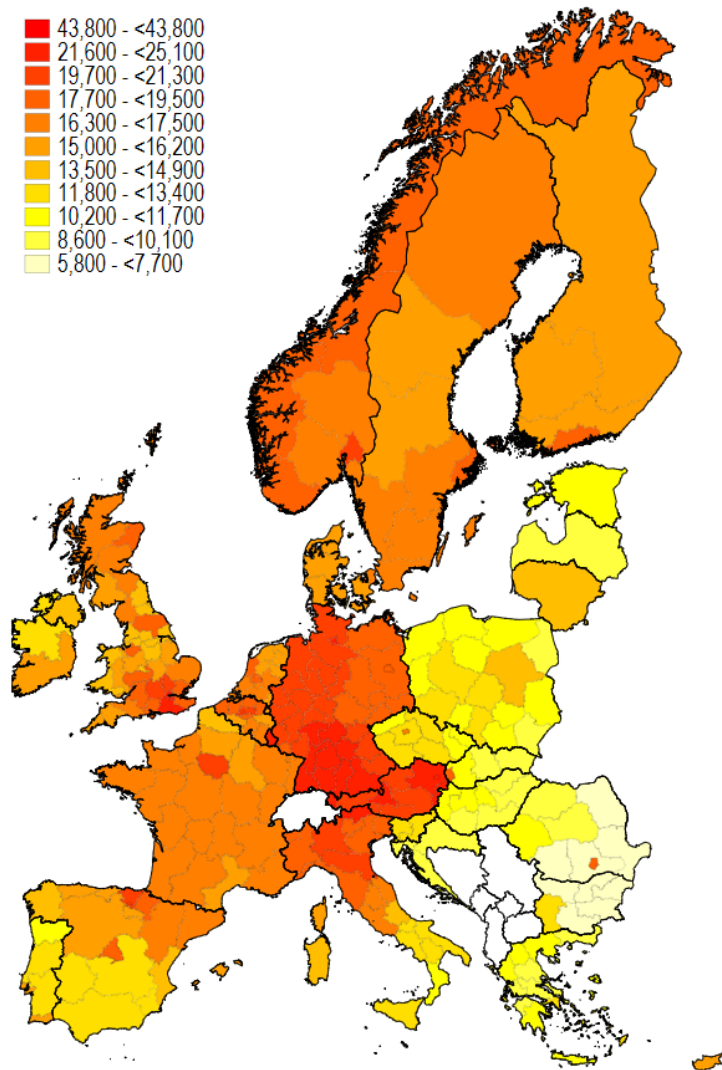 43,800 - <43,800
21,600 - <25,100
19,700 - <21,300
17,700 - <19,500
16,300 - <17,500
15,000 - <16,200
13,500 - <14,900
11,800 - <13,400
10,200 - <11,700
8,600 - <10,100
5,800 - <7,700